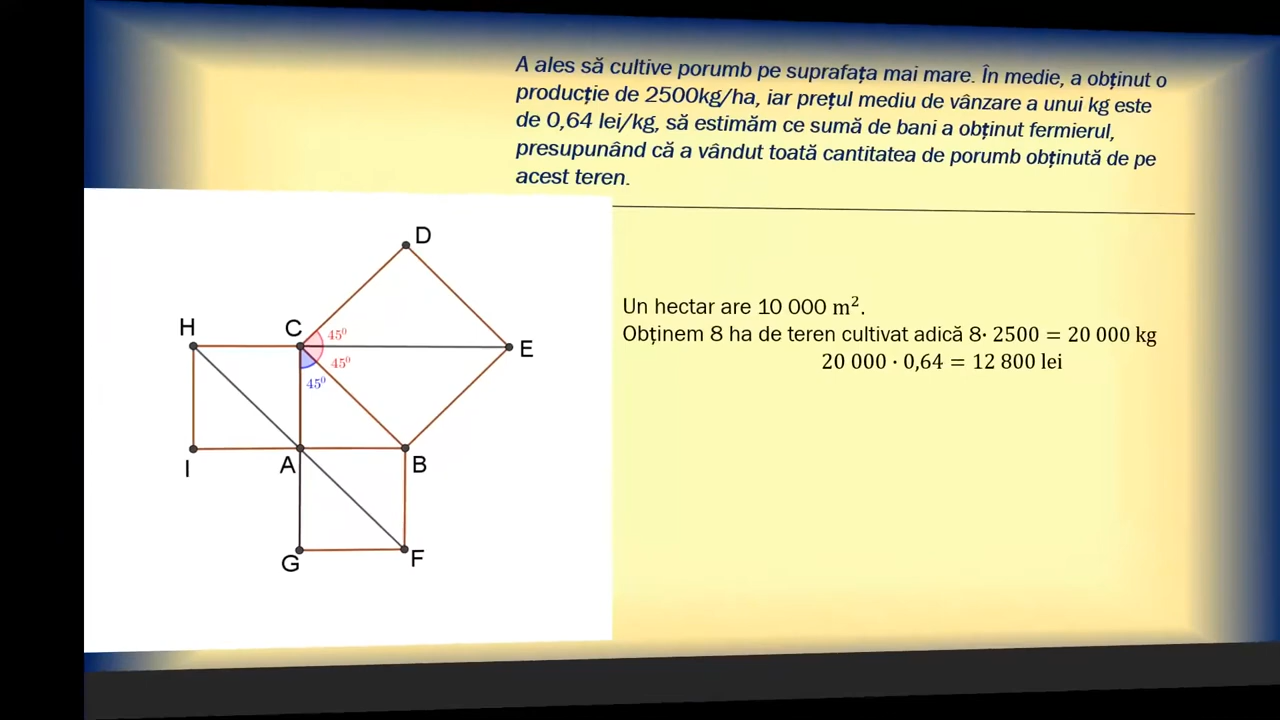 A ales să cultive porumb pe suprafața mai mare. În medie, a obținut o
producție de 2500kg/ha, iar prețul mediu de vânzare a unui kg este
de 0,64 lei/kg, să estimăm ce sumă de bani a obținut fermierul,
presupunând că a vândut toată cantitatea de porumb obținută de pe
acest teren.
D
H
C
45⁰
E
45⁰
45⁰
I
A
B
G
F
Un hectar are 10 000 m².
Obținem 8 ha de teren cultivat adică 8· 2500 = 20 000 kg
20 000 · 0,64 = 12 800 lei